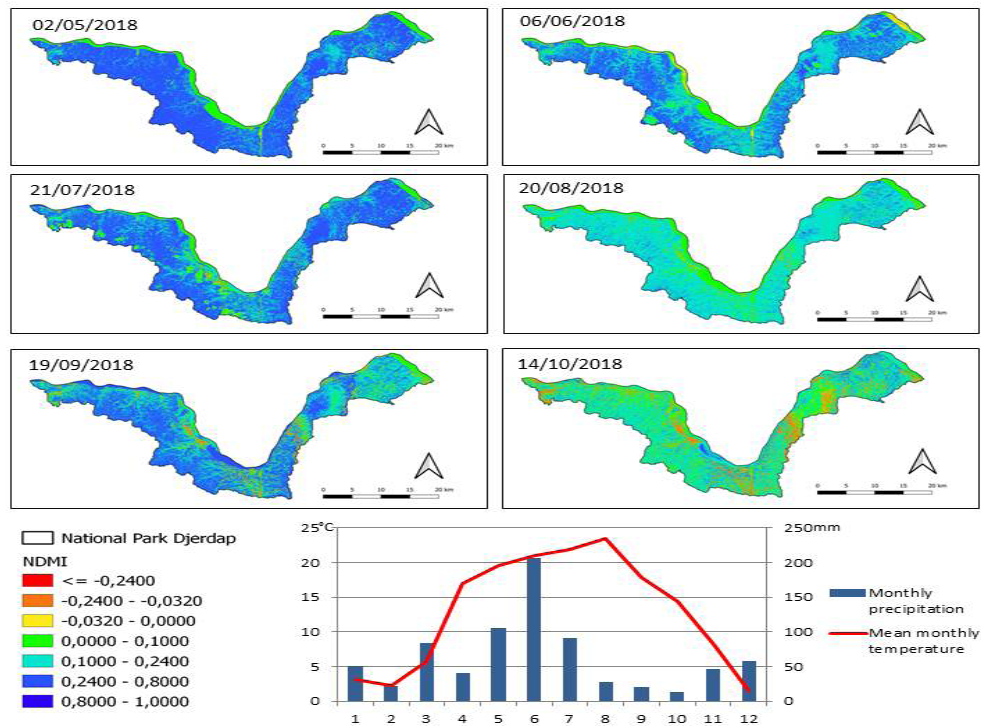 02/05/2018
0 5 10 15 20 km
06/06/2018
0 5 10 15 20 km
21/07/2018
0 5 10 15 20 km
20/08/2018
0 5 10 15 20 km
19/09/2018
0 5 10 15 20 km
14/10/2018
0 5 10 15 20 km
National Park Djerdap
NDMI
<= -0,2400
-0,2400 - -0,0320
-0,0320 - 0,0000
0,0000 - 0,1000
0,1000 - 0,2400
0,2400 - 0,8000
0,8000 - 1,0000
25°C
20
15
10
5
0
250mm
200
150
100
50
0
1 2 3 4 5 6 7 8 9 10 11 12
Monthly
precipitation
Mean monthly
temperature